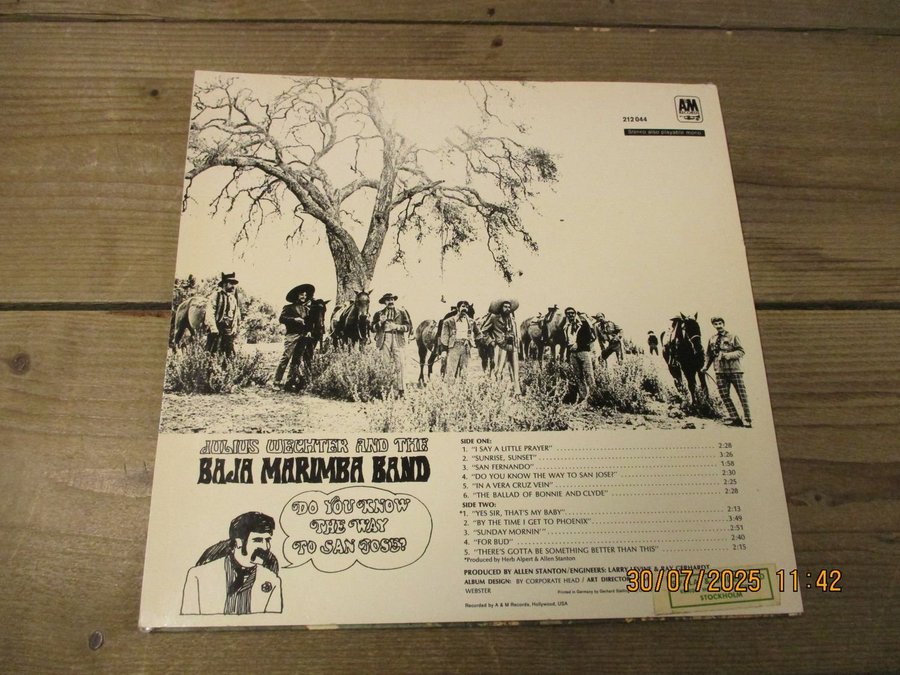 A&M
RECORDS
212 044
Stereo also playable mono
JULIUS WECHTER AND THE
BAJA MARIMBA BAND
DO YOU KNOW
THE WAY
TO SAN JOSE?
SIDE ONE:
1. "I SAY A LITTLE PRAYER" 2:28
2. "SUNRISE, SUNSET" 3:26
3. "SAN FERNANDO" 1:58
4. "DO YOU KNOW THE WAY TO SAN JOSE?" 2:30
5. "IN A VERA CRUZ VEIN" 2:25
6. "THE BALLAD OF BONNIE AND CLYDE" 2:28
SIDE TWO:
*1. "YES SIR, THAT'S MY BABY" 2:13
2. "BY THE TIME I GET TO PHOENIX" 3:49
3. "SUNDAY MORNIN'" 2:51
4. "FOR BUD" 2:40
5. "THERE'S GOTTA BE SOMETHING BETTER THAN THIS" 2:15
*Produced by Herb Alpert & Allen Stanton
PRODUCED BY ALLEN STANTON/ENGINEERS: LARRY LEVINE & RAY GERHARDT
ALBUM DESIGN: BY CORPORATE HEAD / ART DIRECTOR
WEBSTER
Printed in Germany by Gerhard
Recorded by A & M Records, Hollywood, USA
STOCKHOLM
30/07/2025 11:42